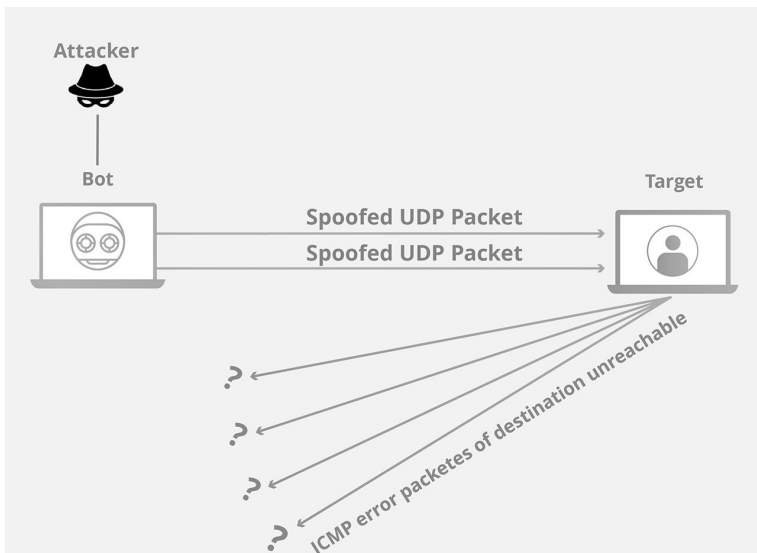 Attacker
Bot
Target
Spoofed UDP Packet
Spoofed UDP Packet
?
?
?
?
ICMP error packetes of destination unreachable